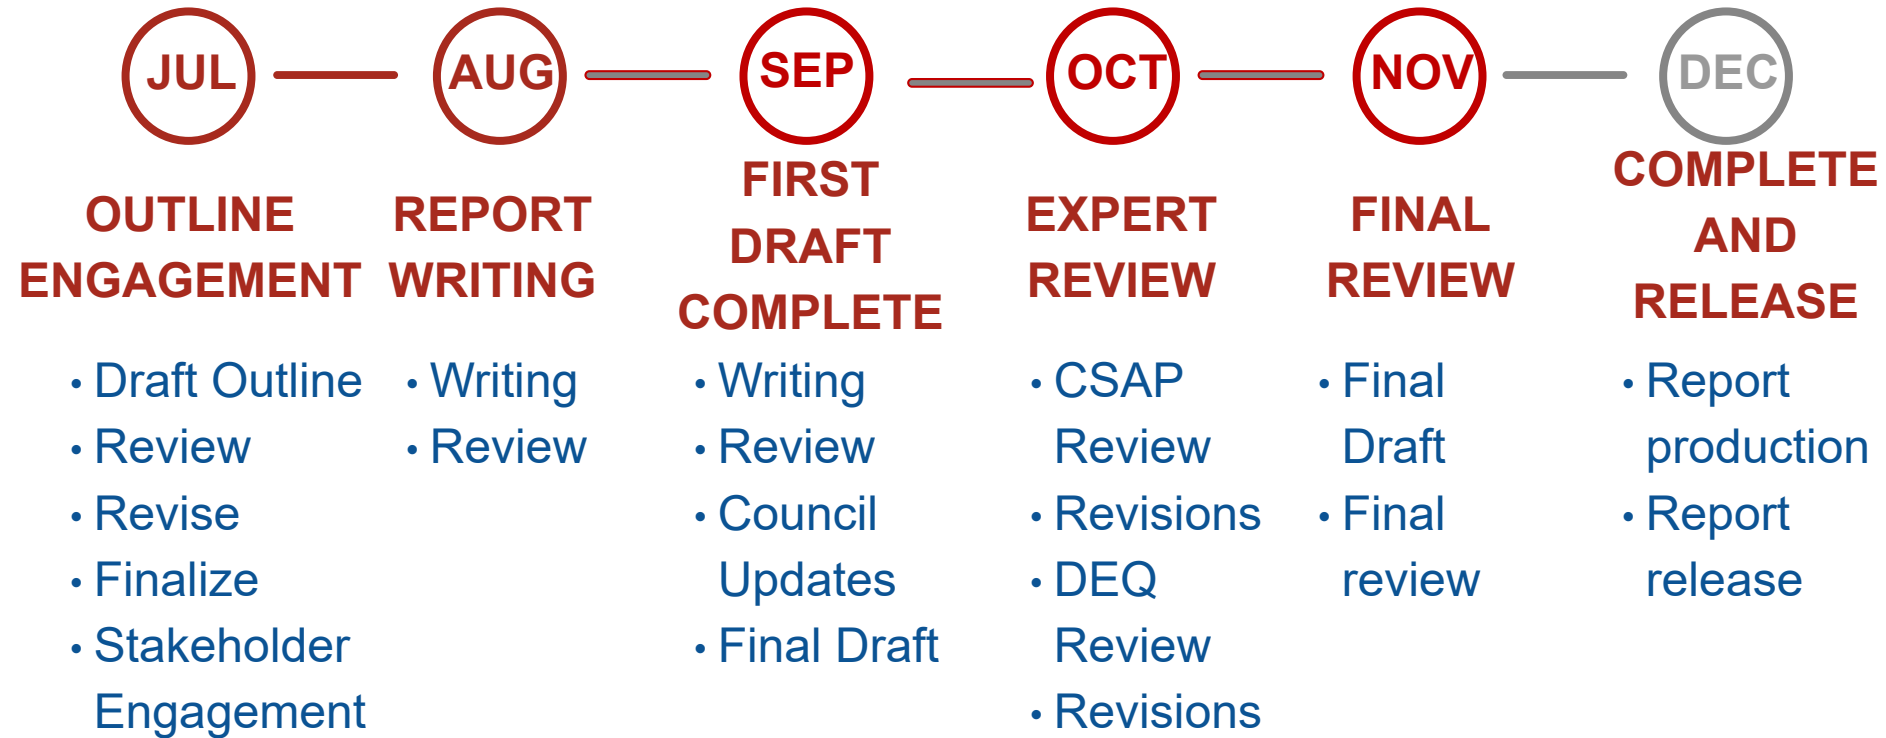 JUL
AUG
SEP
OCT
NOV
DEC
OUTLINE
ENGAGEMENT
REPORT
WRITING
FIRST
DRAFT
COMPLETE
EXPERT
REVIEW
FINAL
REVIEW
COMPLETE
AND
RELEASE
• Draft Outline
• Review
• Revise
• Finalize
• Stakeholder
Engagement
• Writing
• Review
• Writing
• Review
• Council
Updates
• Final Draft
• CSAP
Review
• Revisions
• DEQ
Review
• Revisions
• Final
Draft
• Final
review
• Report
production
• Report
release